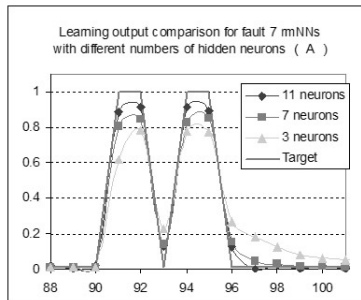 Learning output comparison for fault 7 mNNs
with different numbers of hidden neurons ( A )
1
0.8
0.6
0.4
0.2
0
88 90 92 94 96 98 100
11 neurons
7 neurons
3 neurons
Target